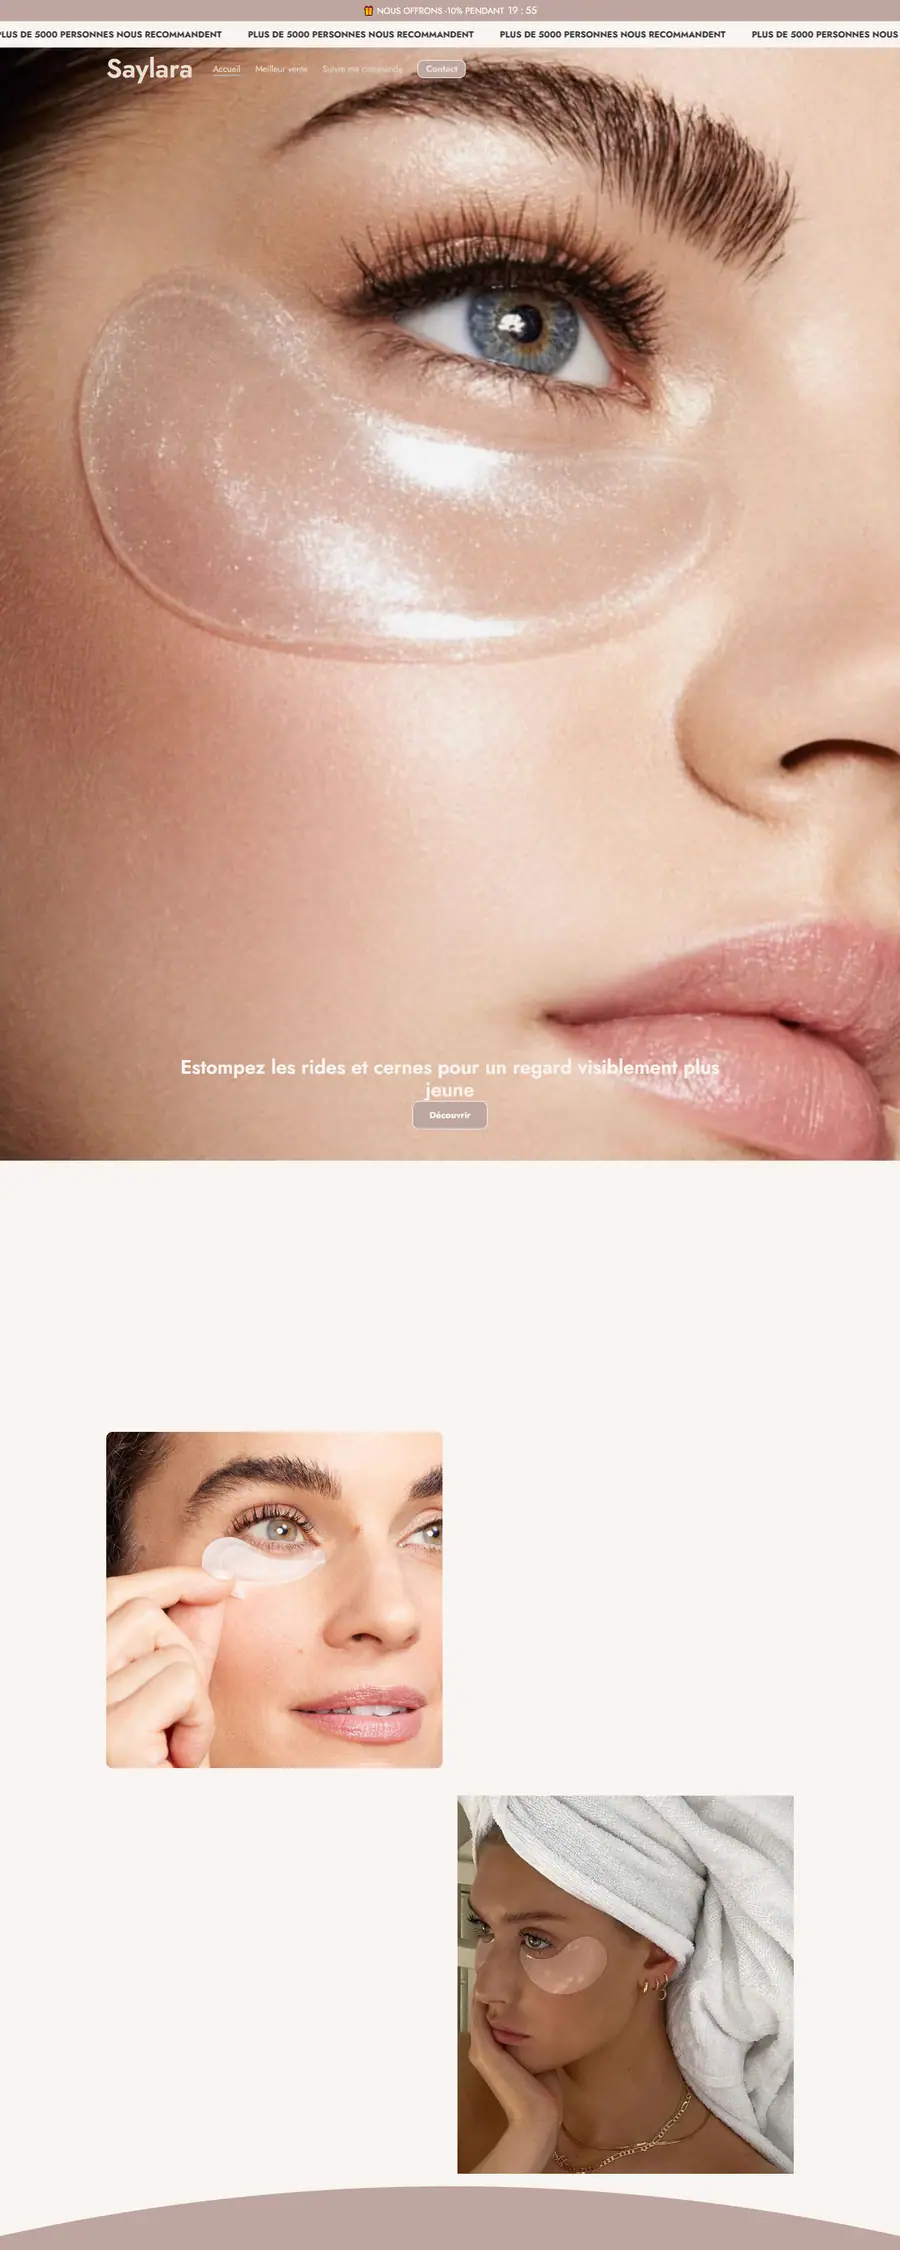 NOUS OFFRONS -10% PENDANT 19 : 55
PLUS DE 5000 PERSONNES NOUS RECOMMANDENT PLUS DE 5000 PERSONNES NOUS RECOMMANDENT PLUS DE 5000 PERSONNES NOUS RECOMMANDENT PLUS DE 5000 PERSONNES NOUS
Saylara Accueil Meilleur vente Suivre ma commande Contact
Estompez les rides et cernes pour un regard visiblement plus
jeune
Découvrir